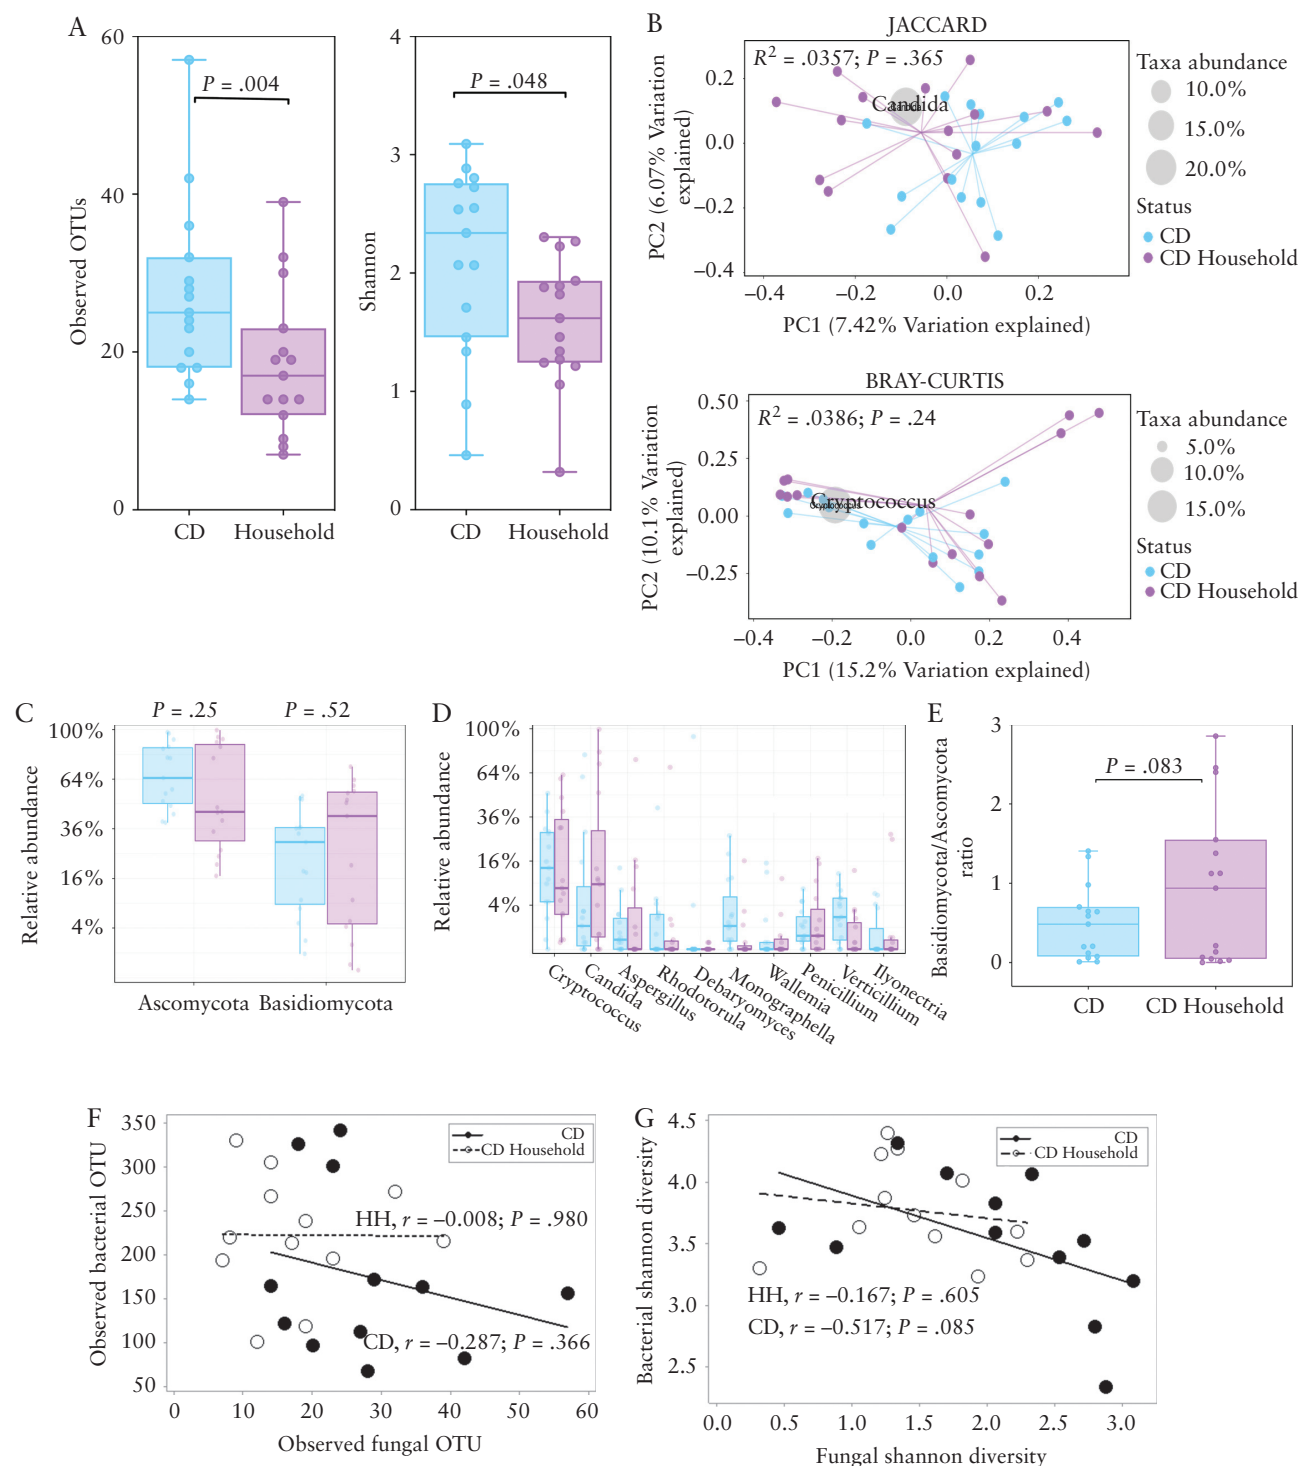 A
60
40
20
0
Observed OTUs
P = .004
CD
Household
4
3
2
1
0
Shannon
P = .048
CD
Household
B
JACCARD
R² = .0357; P = .365
Candida
0.2
0.0
−0.2
−0.4
PC2 (6.07% Variation
explained)
−0.4
−0.2
0.0
0.2
PC1 (7.42% Variation explained)
Taxa abundance
10.0%
15.0%
20.0%
Status
CD
CD Household
BRAY-CURTIS
R² = .0386; P = .24
Cryptococcus
Cryptococcus
0.50
0.25
0.00
−0.25
PC2 (10.1% Variation
explained)
−0.4
−0.2
0.0
0.2
0.4
PC1 (15.2% Variation explained)
Taxa abundance
5.0%
10.0%
15.0%
Status
CD
CD Household
C
P = .25
P = .52
100%
64%
36%
16%
4%
Relative abundance
Ascomycota
Basidiomycota
D
100%
64%
36%
16%
4%
Relative abundance
Cryptococcus
Candida
Aspergillus
Rhodotorula
Debaryomyces
Monographella
Wallemia
Penicillium
Verticillium
Ilyonectria
E
3
2
1
0
Basidiomycota/Ascomycota
ratio
P = .083
CD
CD Household
F
350
300
250
200
150
100
50
Observed bacterial OTU
CD
CD Household
HH, r = −0.008; P = .980
CD, r = −0.287; P = .366
0
10
20
30
40
50
60
Observed fungal OTU
G
4.5
4.0
3.5
3.0
2.5
Bacterial shannon diversity
CD
CD Household
HH, r = −0.167; P = .605
CD, r = −0.517; P = .085
0.0
0.5
1.0
1.5
2.0
2.5
3.0
Fungal shannon diversity